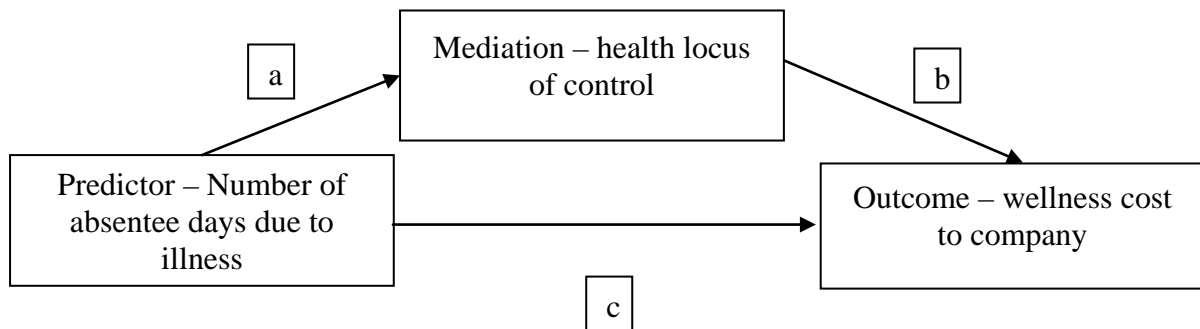 Mediation – health locus
of control
a
b
Predictor – Number of
absentee days due to
illness
Outcome – wellness cost
to company
c